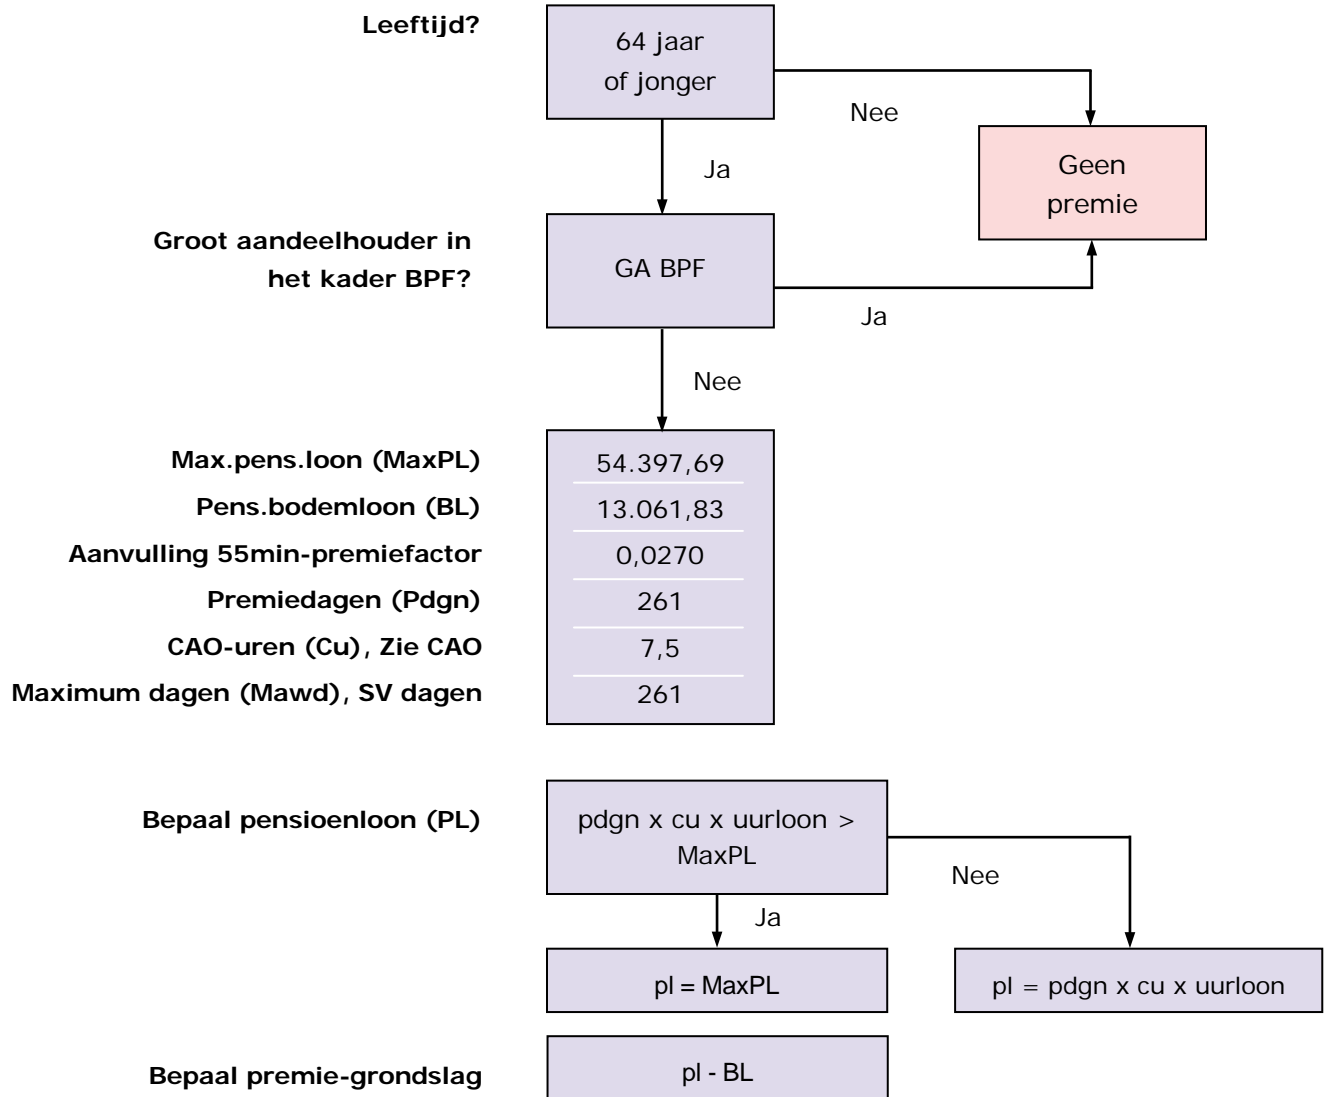 Leeftijd?
64 jaar
of jonger
Nee
Geen
premie
Ja
Groot aandeelhouder in
het kader BPF?
GA BPF
Ja
Nee
Max.pens.loon (MaxPL)
54.397,69
Pens.bodemloon (BL)
13.061,83
Aanvulling 55min-premiefactor
0,0270
Premiedagen (Pdgn)
261
CAO-uren (Cu), Zie CAO
7,5
Maximum dagen (Mawd), SV dagen
261
Bepaal pensioenloon (PL)
pdgn x cu x uurloon >
MaxPL
Nee
Ja
pl = MaxPL
pl = pdgn x cu x uurloon
Bepaal premie-grondslag
pl - BL